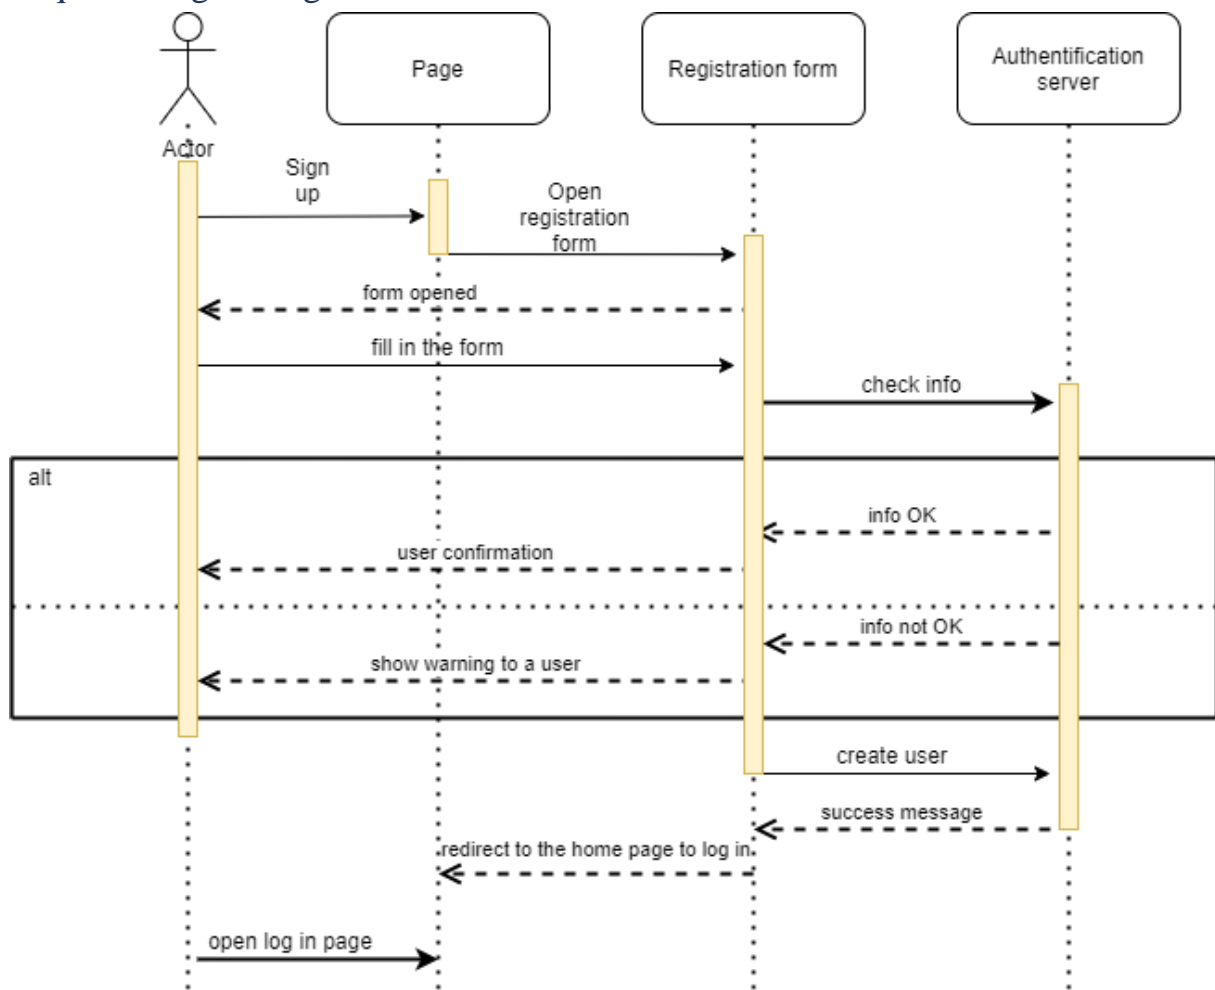 Page
Registration form
Authentification
server
Actor
Sign
up
Open
registration
form
form opened
fill in the form
check info
alt
info OK
user confirmation
info not OK
show warning to a user
create user
success message
redirect to the home page to log in
open log in page